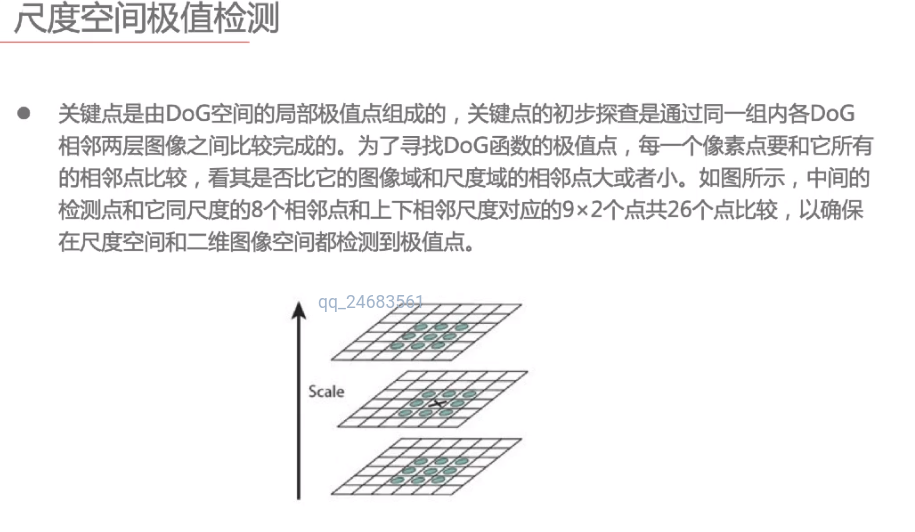 尺度空间极值检测
● 关键点是由DoG空间的局部极值点组成的，关键点的初步探查是通过同一组内各DoG
相邻两层图像之间比较完成的。为了寻找DoG函数的极值点，每一个像素点要和它所有
的相邻点比较，看其是否比它的图像域和尺度域的相邻点大或者小。如图所示，中间的
检测点和它同尺度的8个相邻点和上下相邻尺度对应的9×2个点共26个点比较，以确保
在尺度空间和二维图像空间都检测到极值点。
qq_24683561
Scale